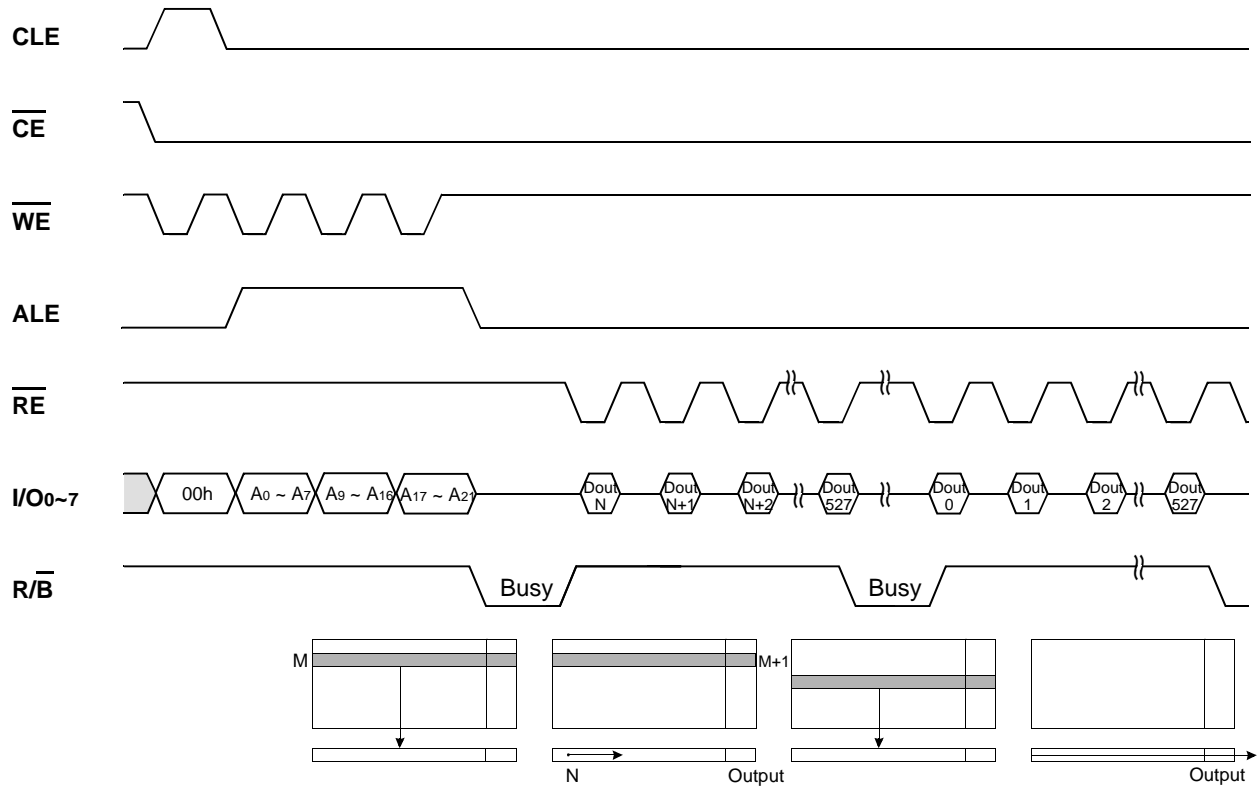 CLE
CE
WE
ALE
RE
I/O0~7 00h A0 ~ A7 A9 ~ A16 A17 ~ A21 Dout N Dout N+1 Dout N+2 Dout 527 Dout 0 Dout 1 Dout 2 Dout 527
R/B Busy Busy
M M+1
N Output Output